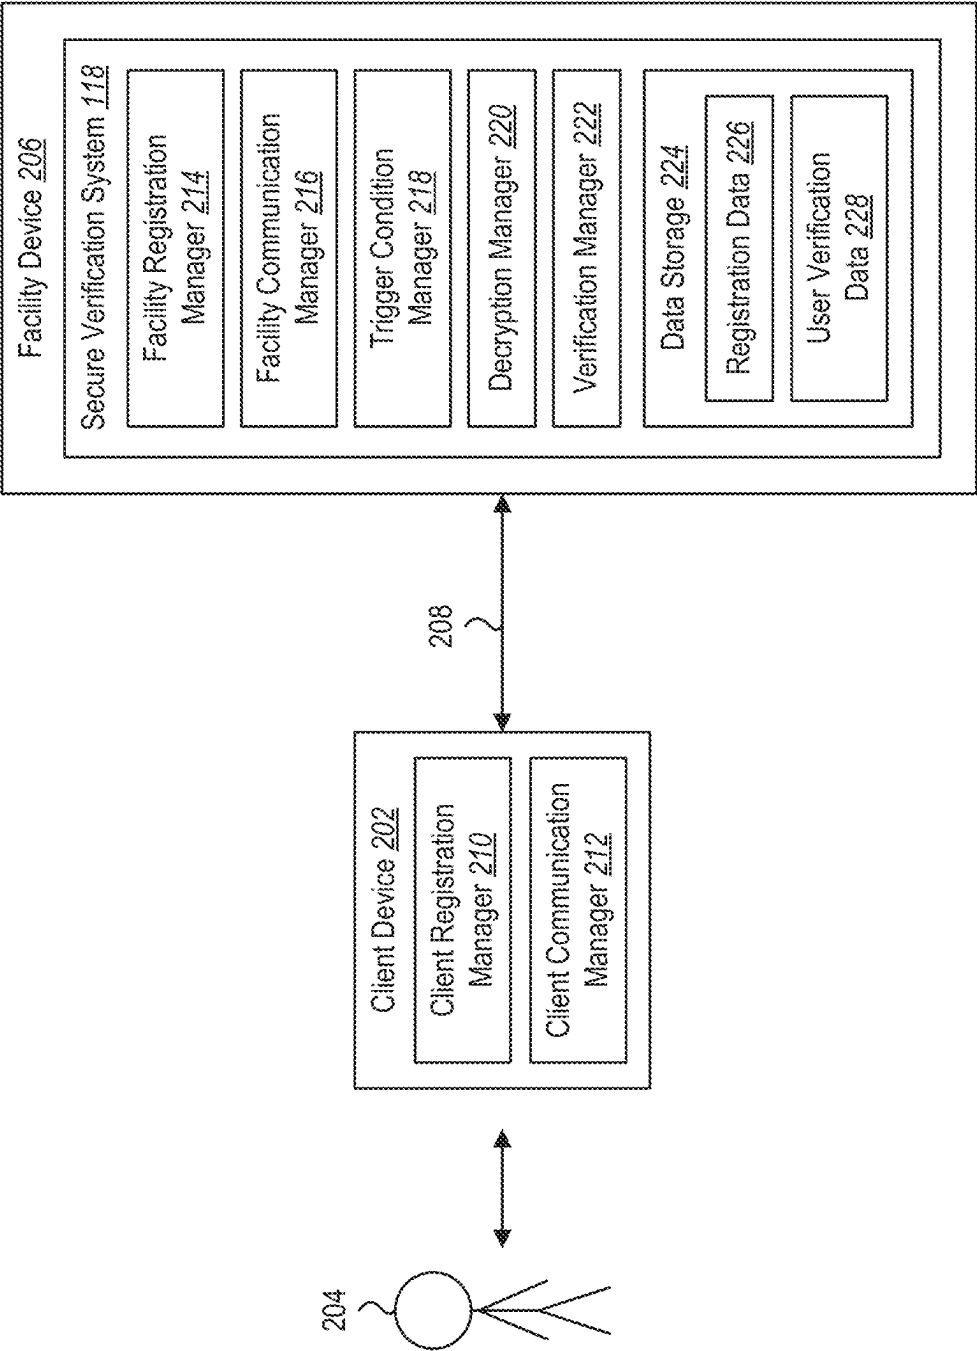 204
Client Device 202
Client Registration
Manager 210
Client Communication
Manager 212
208
Facility Device 206
Secure Verification System 118
Facility Registration
Manager 214
Facility Communication
Manager 216
Trigger Condition
Manager 218
Decryption Manager 220
Verification Manager 222
Data Storage 224
Registration Data 226
User Verification
Data 228